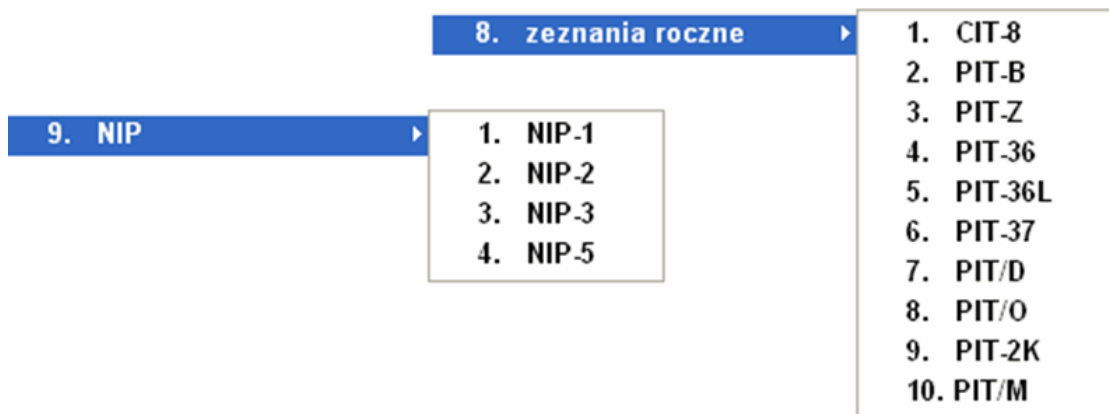 8. zeznania roczne
1. CIT-8
2. PIT-B
3. PIT-Z
4. PIT-36
5. PIT-36L
6. PIT-37
7. PIT/D
8. PIT/O
9. PIT-2K
10. PIT/M
9. NIP
1. NIP-1
2. NIP-2
3. NIP-3
4. NIP-5